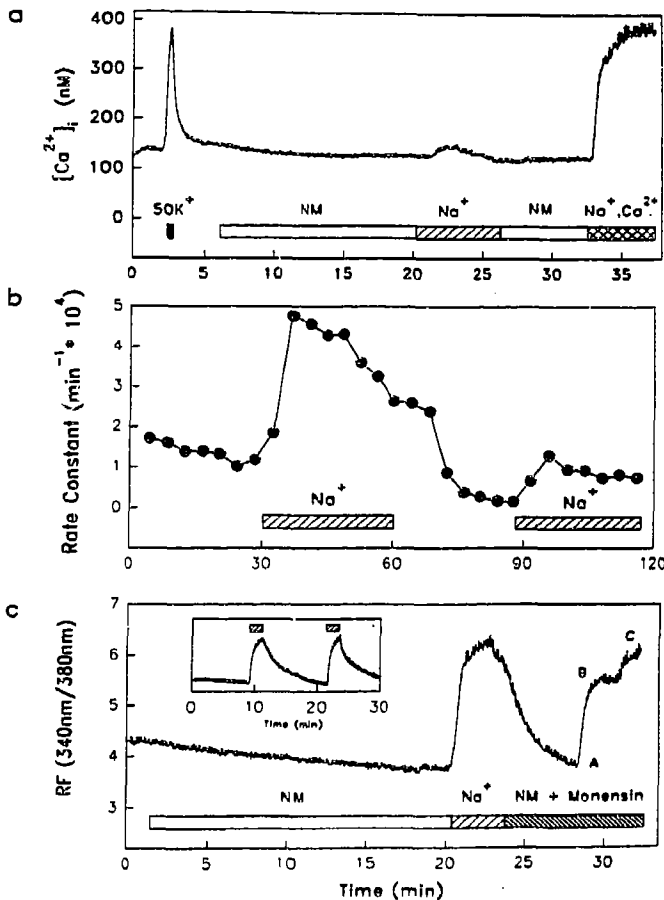 a
[Ca²⁺]ᵢ (nM)
400
300
200
100
0
50K⁺
NM
Na⁺
NM
Na⁺,Ca²⁺
0 5 10 15 20 25 30 35
b
Rate Constant (min⁻¹ * 10⁴)
5
4
3
2
1
0
Na⁺
Na⁺
0 30 60 90 120
c
RF (340nm/380nm)
7
6
5
4
3
0 10 20 30
Time (min)
C
B
A
NM
Na⁺
NM + Monensin
0 5 10 15 20 25 30
Time (min)